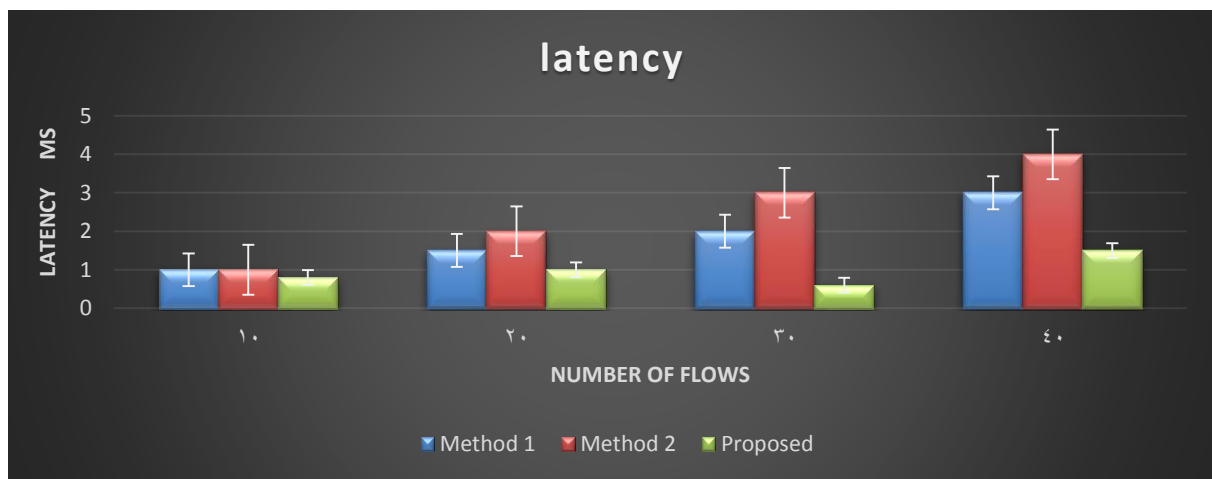 latency
LATENCY MS
5
4
3
2
1
0
١٠ ٢٠ ٣٠ ٤٠
NUMBER OF FLOWS
Method 1 Method 2 Proposed